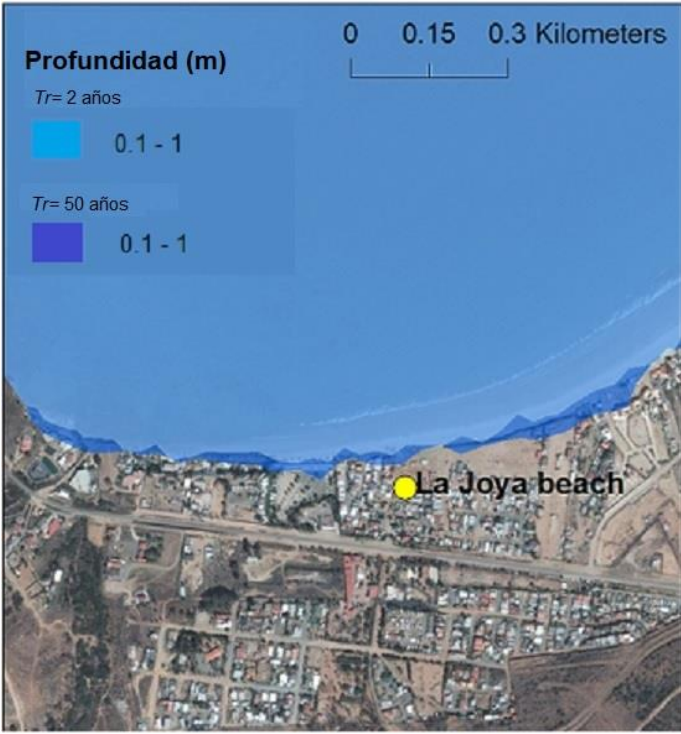 0 0.15 0.3 Kilometers
Profundidad (m)
Tr= 2 años
0.1 - 1
Tr= 50 años
0.1 - 1
La Joya beach